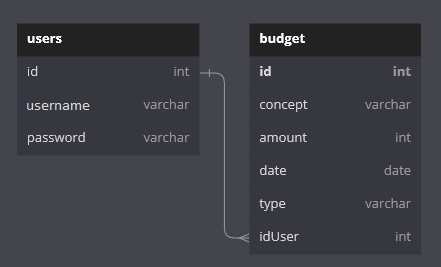 users
id int
username varchar
password varchar
budget
id int
concept varchar
amount int
date date
type varchar
idUser int